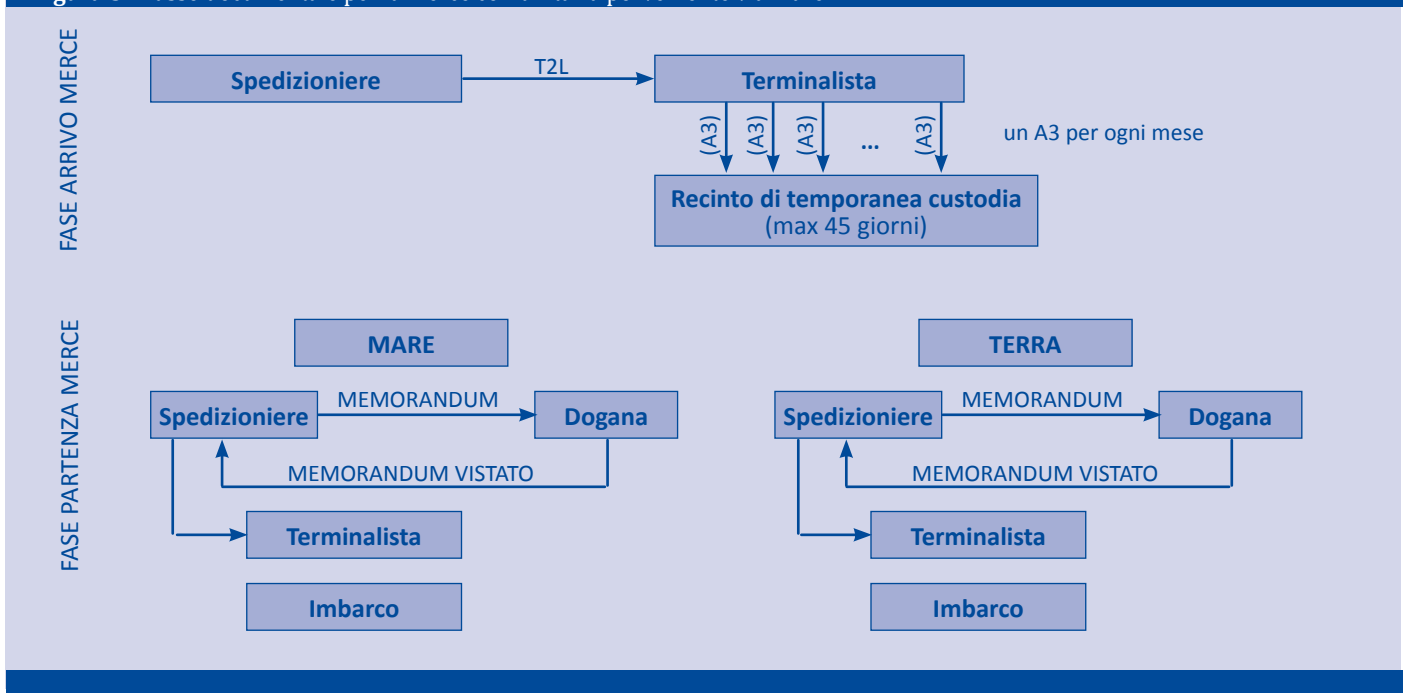 FASE ARRIVO MERCE
Spedizioniere
T2L
Terminalista
(A3)
(A3)
(A3)
...
(A3)
un A3 per ogni mese
Recinto di temporanea custodia
(max 45 giorni)
FASE PARTENZA MERCE
MARE
Spedizioniere
MEMORANDUM
Dogana
MEMORANDUM VISTATO
Terminalista
Imbarco
TERRA
Spedizioniere
MEMORANDUM
Dogana
MEMORANDUM VISTATO
Terminalista
Imbarco